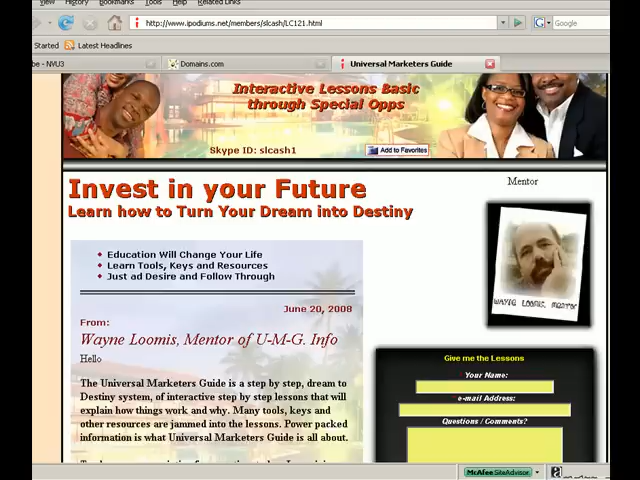 View History Bookmarks Tools Help Related Links
http://www.ipodiums.net/members/slcash/LC121.html
Google
Started Latest Headlines
be - NVU3 Domains.com Universal Marketers Guide
Interactive Lessons Basic
through Special Opps
Skype ID: slcash1 Add to Favorites
Invest in your Future
Learn how to Turn Your Dream into Destiny
Mentor
WAYNE LOOMIS, MENTOR
Education Will Change Your Life
Learn Tools, Keys and Resources
Just ad Desire and Follow Through
June 20, 2008
From:
Wayne Loomis, Mentor of U-M-G. Info
Hello
The Universal Marketers Guide is a step by step, dream to
Destiny system, of interactive step by step lessons that will
explain how things work and why. Many tools, keys and
other resources are jammed into the lessons. Power packed
information is what Universal Marketers Guide is all about.
Give me the Lessons
Your Name:
e-mail Address:
Questions / Comments?
McAfee SiteAdvisor